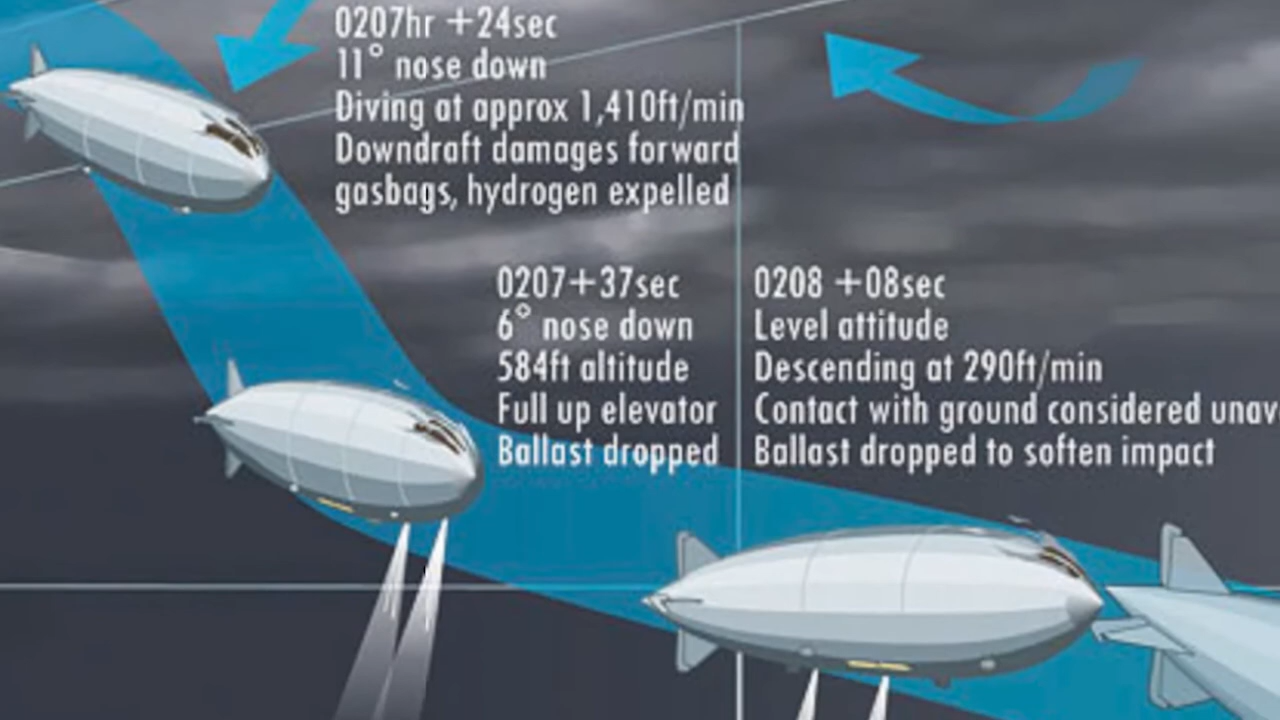 0207hr +24sec
11° nose down
Diving at approx 1,410ft/min
Downdraft damages forward
gasbags, hydrogen expelled
0207+37sec
6° nose down
584ft altitude
Full up elevator
Ballast dropped
0208 +08sec
Level attitude
Descending at 290ft/min
Contact with ground considered unav
Ballast dropped to soften impact